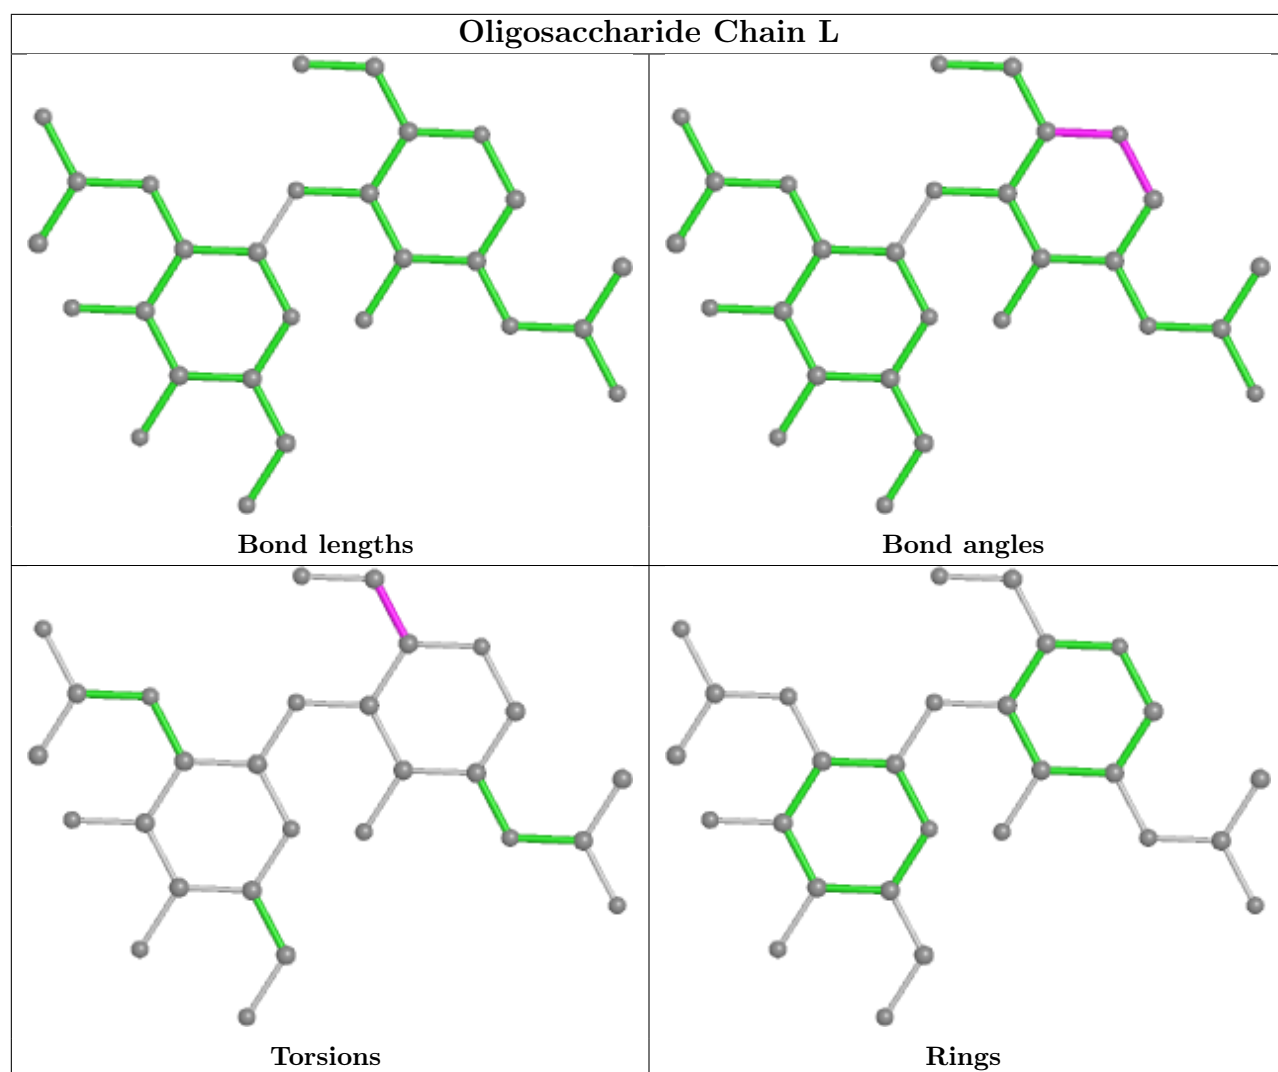 Oligosaccharide Chain L
Bond lengths
Bond angles
Torsions
Rings